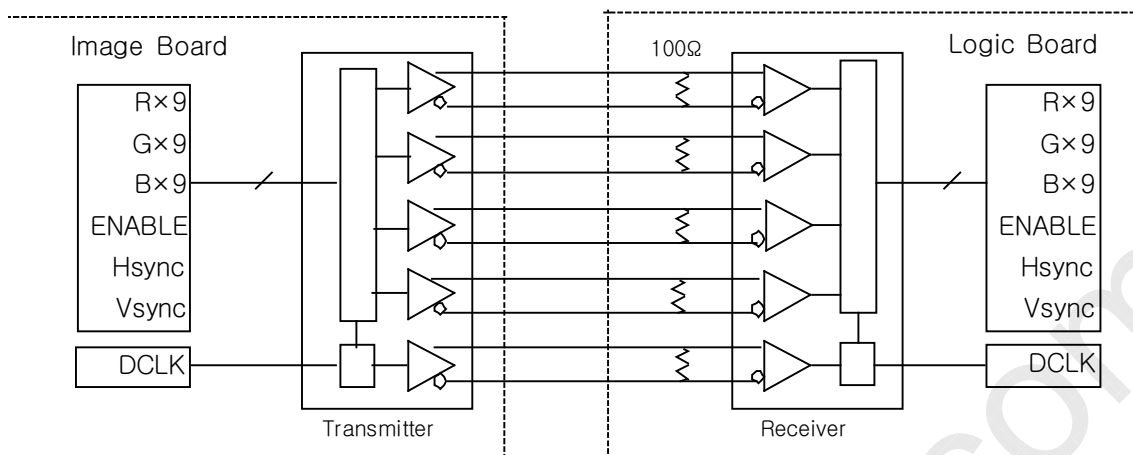 Image Board
100Ω
Logic Board
R×9
G×9
B×9
ENABLE
Hsync
Vsync
DCLK
R×9
G×9
B×9
ENABLE
Hsync
Vsync
DCLK
Transmitter
Receiver